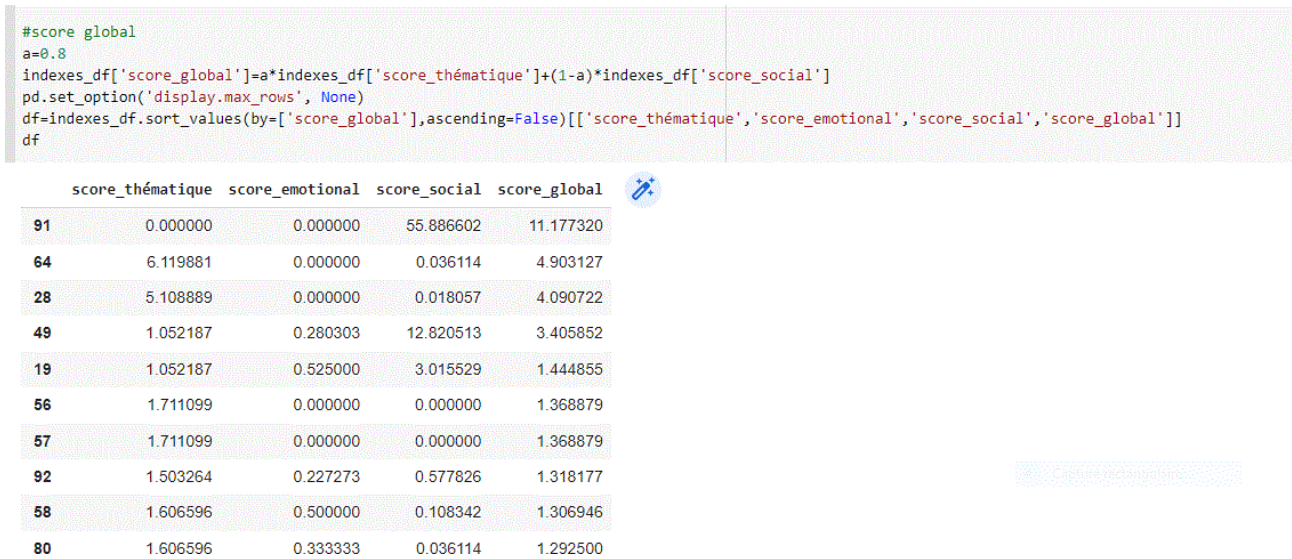 #score global
a=0.8
indexes_df['score_global']=a*indexes_df['score_thématique']+(1-a)*indexes_df['score_social']
pd.set_option('display.max_rows', None)
df=indexes_df.sort_values(by=['score_global'],ascending=False)[['score_thématique','score_emotional','score_social','score_global']]
df
score_thématique score_emotional score_social score_global
91 0.000000 0.000000 55.886602 11.177320
64 6.119881 0.000000 0.036114 4.903127
28 5.108889 0.000000 0.018057 4.090722
49 1.052187 0.280303 12.820513 3.405852
19 1.052187 0.525000 3.015529 1.444855
56 1.711099 0.000000 0.000000 1.368879
57 1.711099 0.000000 0.000000 1.368879
92 1.503264 0.227273 0.577826 1.318177
58 1.606596 0.500000 0.108342 1.306946
80 1.606596 0.333333 0.036114 1.292500